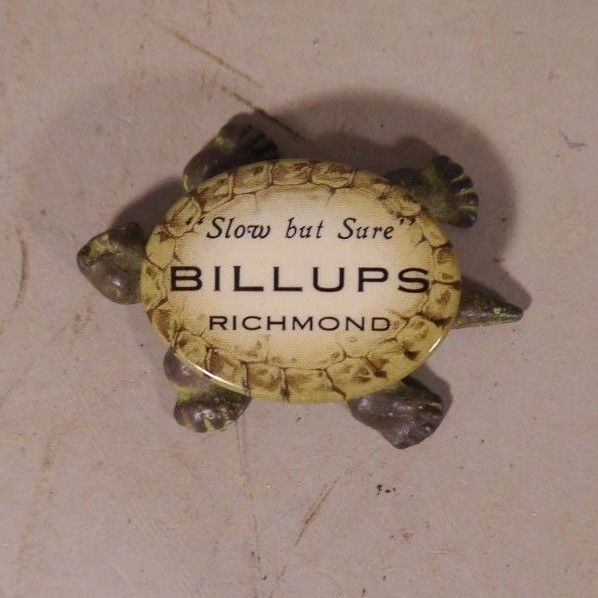 "Slow but Sure"
BILLUPS
RICHMOND